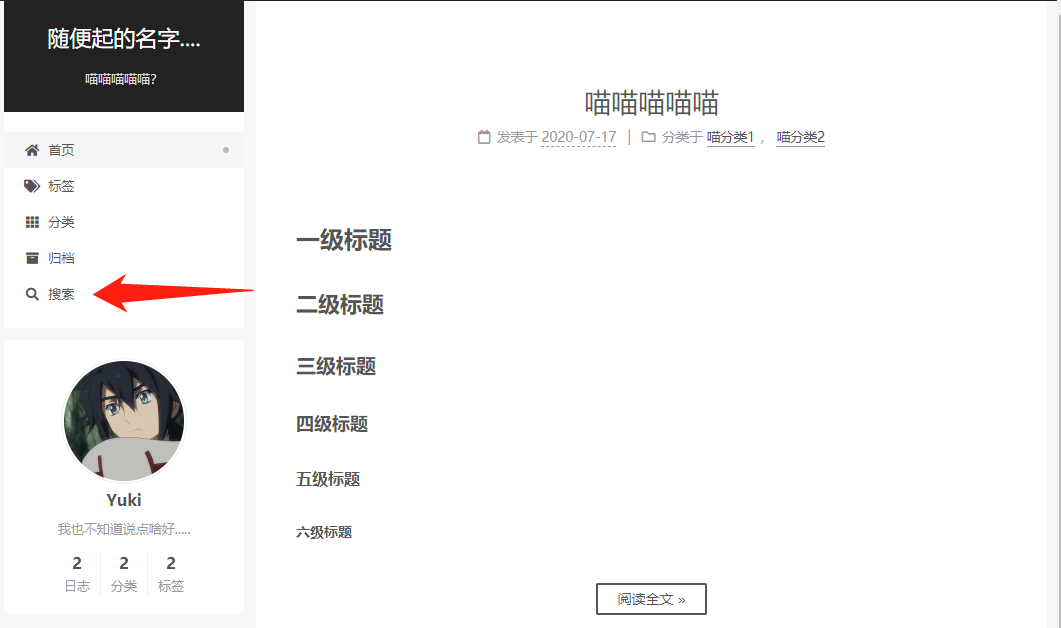 随便起的名字....
喵喵喵喵喵?
首页
标签
分类
归档
搜索
Yuki
我也不知道说点啥好.....
2 2 2
日志 分类 标签
喵喵喵喵喵
发表于 2020-07-17 | 分类于 喵分类1 ， 喵分类2
一级标题
二级标题
三级标题
四级标题
五级标题
六级标题
阅读全文 »